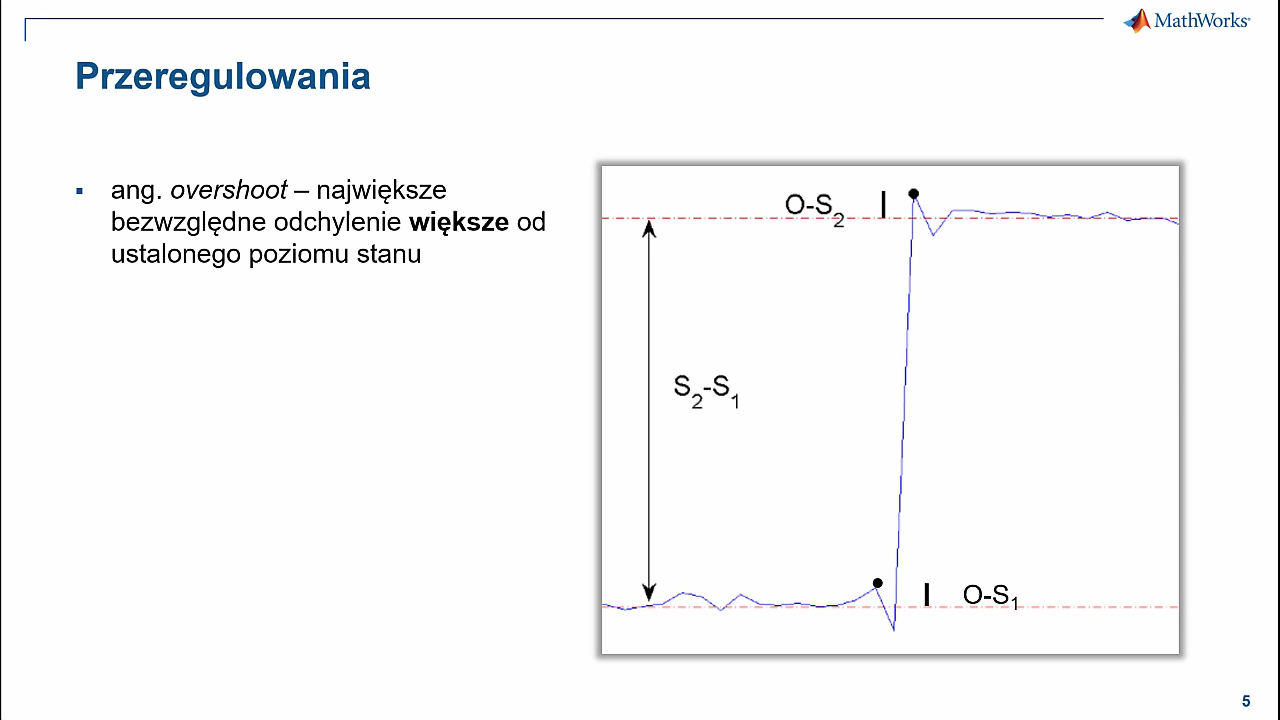 MathWorks®
Przeregulowania
▪ ang. overshoot – największe
bezwzględne odchylenie większe od
ustalonego poziomu stanu
O-S2
S2-S1
O-S1
5